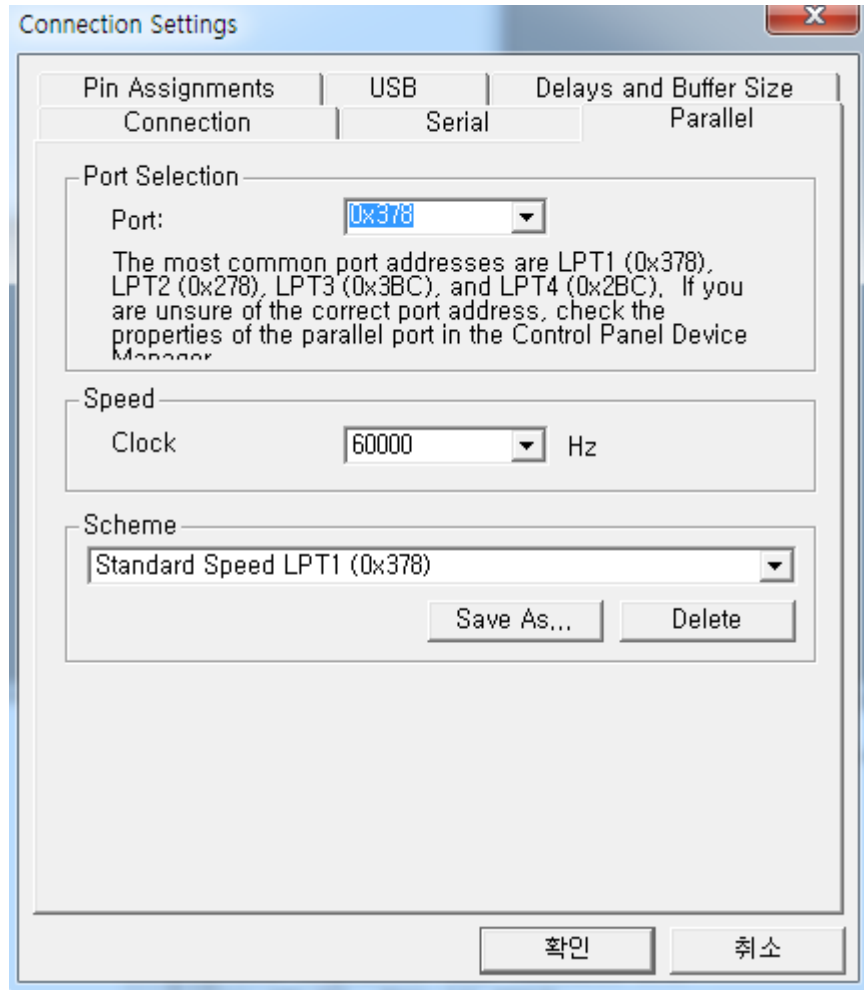 Connection Settings
Pin Assignments USB Delays and Buffer Size
Connection Serial Parallel
Port Selection
Port: 0x378
The most common port addresses are LPT1 (0x378),
LPT2 (0x278), LPT3 (0x3BC), and LPT4 (0x2BC). If you
are unsure of the correct port address, check the
properties of the parallel port in the Control Panel Device
Manager
Speed
Clock 60000 Hz
Scheme
Standard Speed LPT1 (0x378)
Save As... Delete
확인 취소